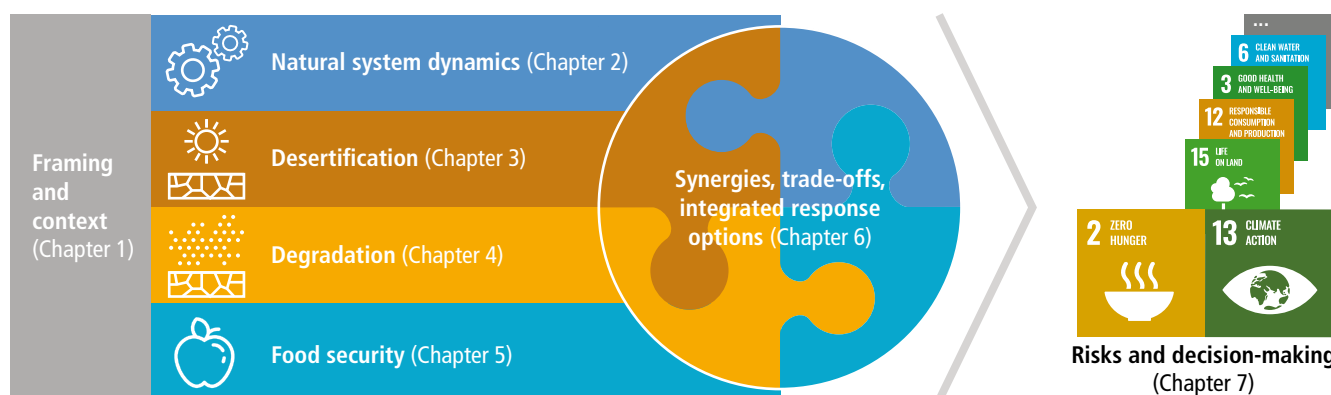 Framing
and
context
(Chapter 1)
Natural system dynamics (Chapter 2)
Desertification (Chapter 3)
Degradation (Chapter 4)
Food security (Chapter 5)
Synergies, trade-offs,
integrated response
options (Chapter 6)
...
6 CLEAN WATER
AND SANITATION
3 GOOD HEALTH
AND WELL-BEING
12 RESPONSIBLE
CONSUMPTION
AND PRODUCTION
15 LIFE
ON LAND
2 ZERO
HUNGER
13 CLIMATE
ACTION
Risks and decision-making
(Chapter 7)